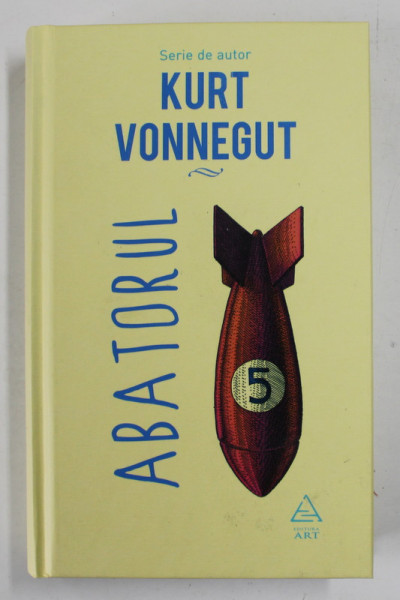 Serie de autor
KURT
VONNEGUT
ABATORUL
5
EDITURA
ART